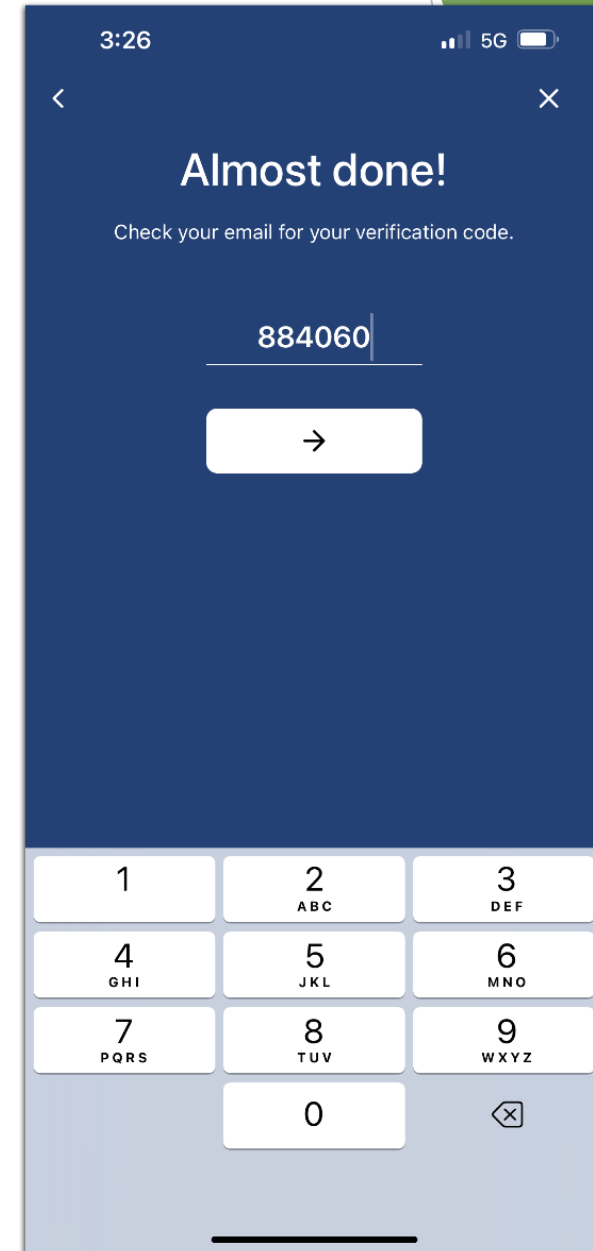 3:26 5G
Almost done!
Check your email for your verification code.
884060
1 2 3
ABC DEF
4 5 6
GHI JKL MNO
7 8 9
PQRS TUV WXYZ
0